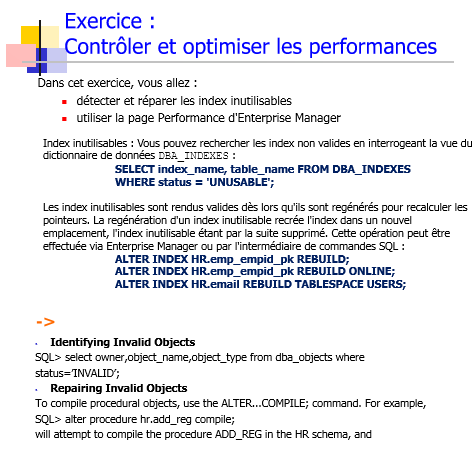 Exercice :
Contrôler et optimiser les performances
Dans cet exercice, vous allez :
détecter et réparer les index inutilisables
utiliser la page Performance d'Enterprise Manager
Index inutilisables : Vous pouvez rechercher les index non valides en interrogeant la vue du
dictionnaire de données DBA_INDEXES :
SELECT index_name, table_name FROM DBA_INDEXES
WHERE status = 'UNUSABLE';
Les index inutilisables sont rendus valides dès lors qu'ils sont regénérés pour recalculer les
pointeurs. La regénération d'un index inutilisable recrée l'index dans un nouvel
emplacement, l'index inutilisable étant par la suite supprimé. Cette opération peut être
effectuée via Enterprise Manager ou par l'intermédiaire de commandes SQL :
ALTER INDEX HR.emp_empid_pk REBUILD;
ALTER INDEX HR.emp_empid_pk REBUILD ONLINE;
ALTER INDEX HR.email REBUILD TABLESPACE USERS;
->
Identifying Invalid Objects
SQL> select owner,object_name,object_type from dba_objects where
status='INVALID';
Repairing Invalid Objects
To compile procedural objects, use the ALTER...COMPILE; command. For example,
SQL> alter procedure hr.add_reg compile;
will attempt to compile the procedure ADD_REG in the HR schema, and